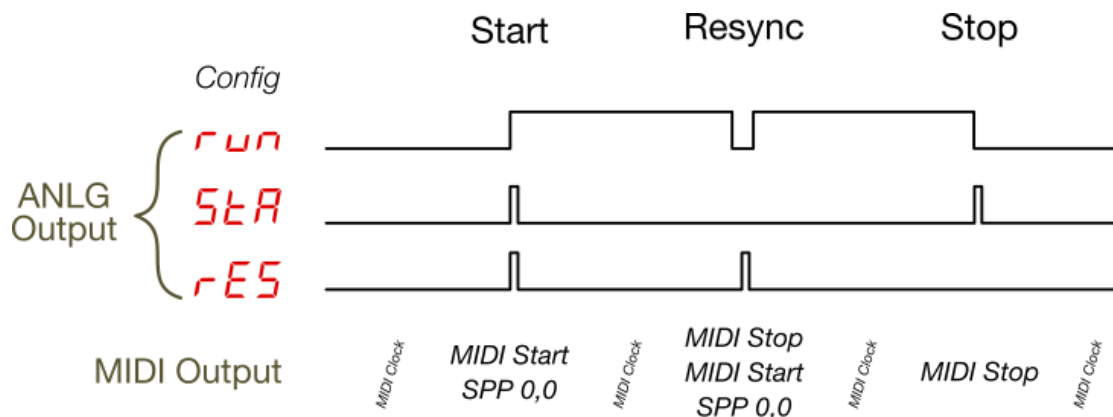 Start Resync Stop
Config
run
StA
rES
ANLG
Output
MIDI Output
MIDI Clock
MIDI Start
SPP 0,0
MIDI Clock
MIDI Stop
MIDI Start
SPP 0,0
MIDI Clock
MIDI Stop
MIDI Clock